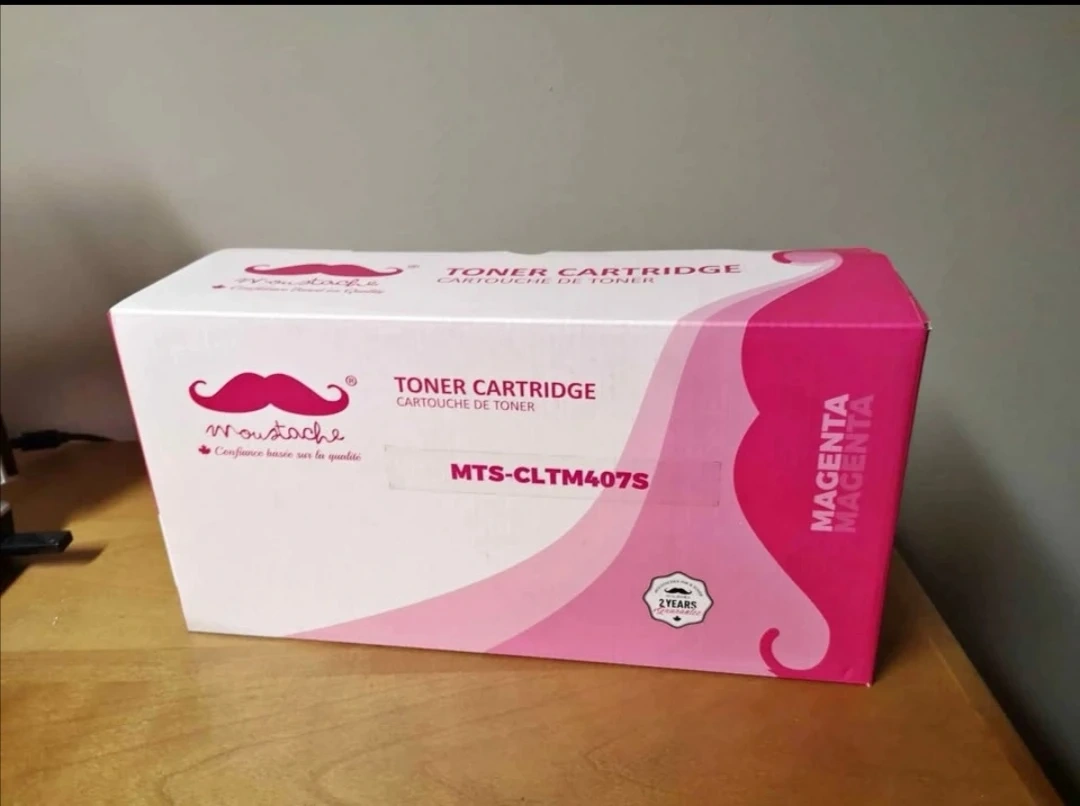 moustache
TONER CARTRIDGE
CARTOUCHE DE TONER
®
moustache
Confiance basée sur la qualité
TONER CARTRIDGE
CARTOUCHE DE TONER
MTS-CLTM407S
MAGENTA
MAGENTA
2 YEARS
Guarantee